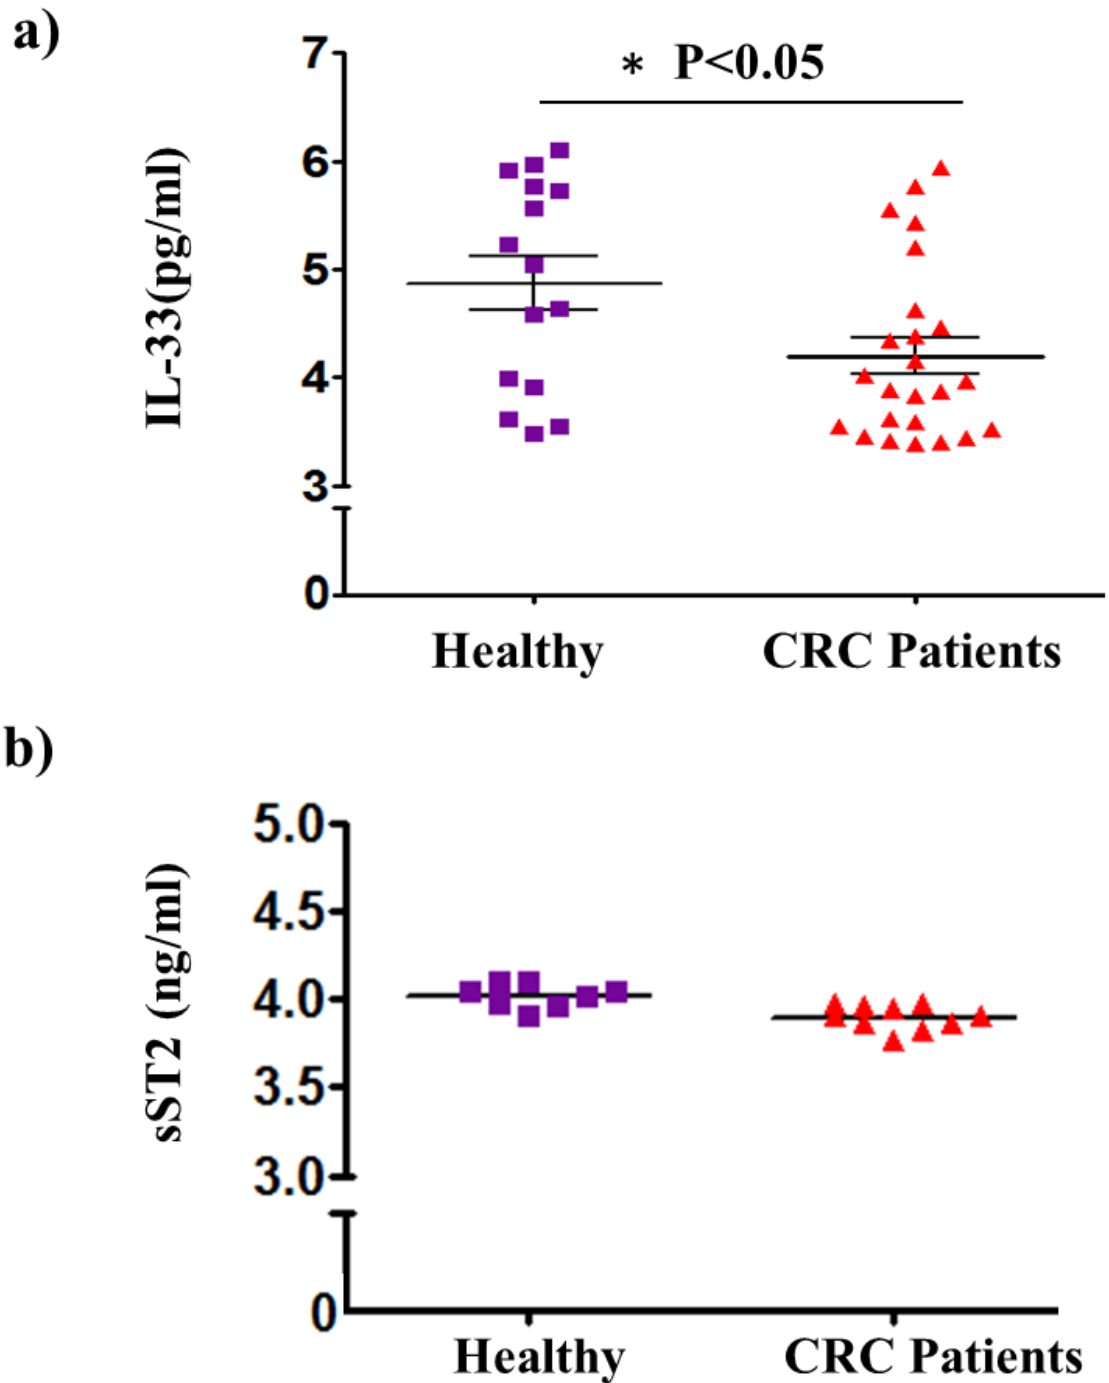 a)
* P<0.05
IL-33(pg/ml)
7
6
5
4
3
0
Healthy CRC Patients
b)
sST2 (ng/ml)
5.0
4.5
4.0
3.5
3.0
0
Healthy CRC Patients